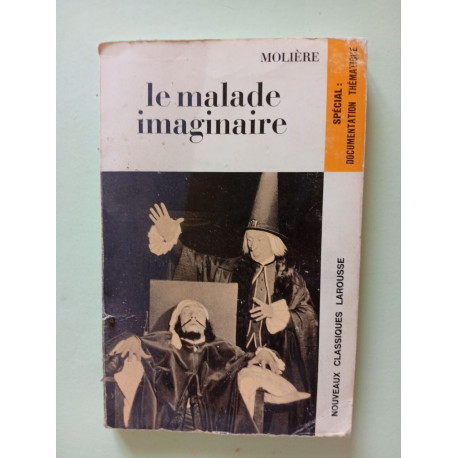 MOLIÈRE
le malade
imaginaire
SPÉCIAL :
DOCUMENTATION THÉMATIQUE
NOUVEAUX CLASSIQUES LAROUSSE